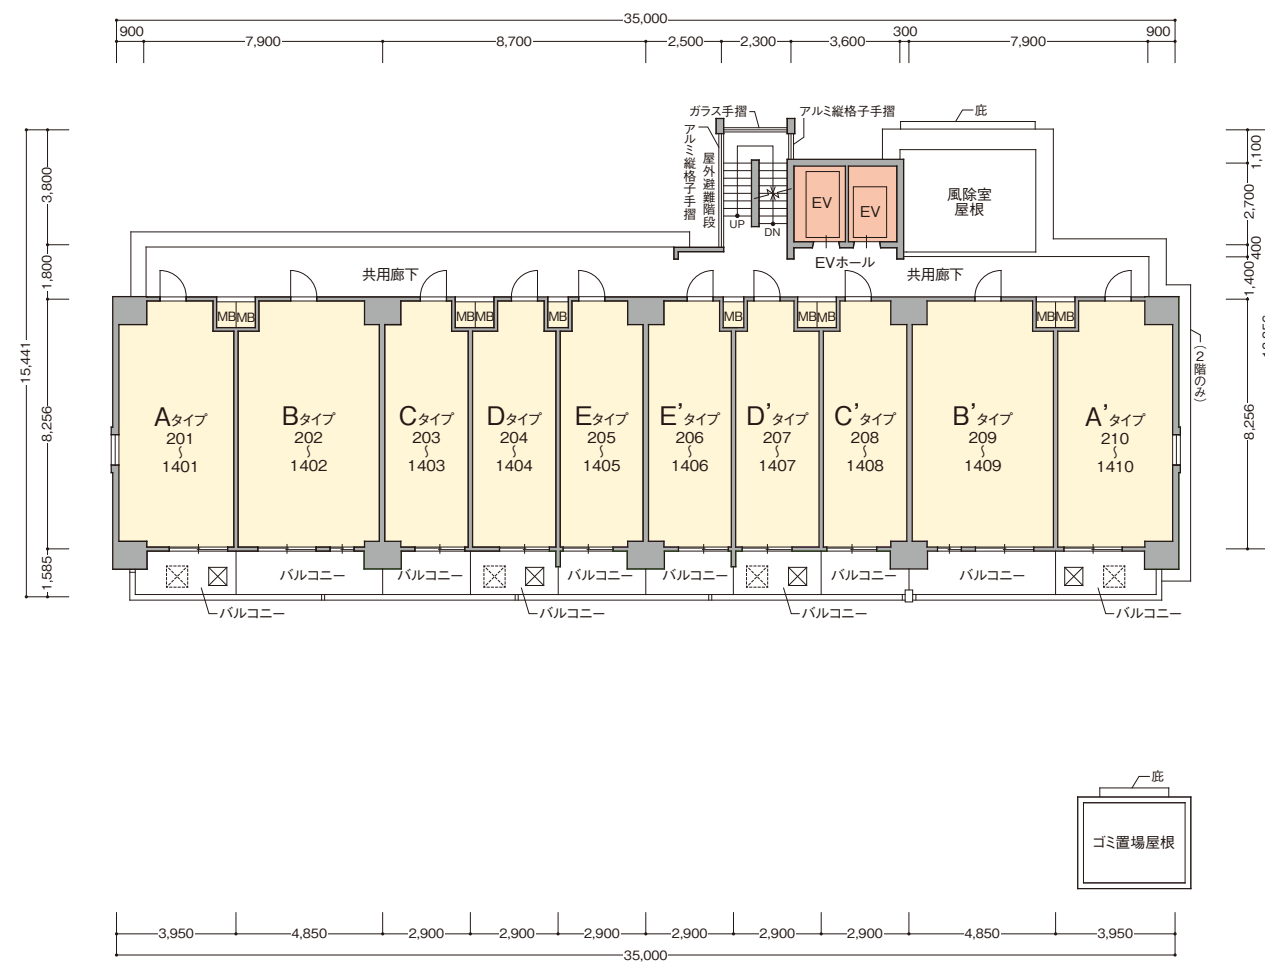 35,000
900
7,900
8,700
2,500
2,300
3,600
300
7,900
900
ガラス手摺
アルミ縦格子手摺
アルミ縦格子手摺
屋外避難階段
庇
風除室
屋根
EV
EV
UP
DN
EVホール
共用廊下
共用廊下
3,800
1,800
15,441
8,256
1,585
1,100
2,700
400
1,400
8,256
(2階のみ)
MB
MB
MB
MB
MB
MB
MB
MB
MB
MB
Aタイプ
201
〜
1401
Bタイプ
202
〜
1402
Cタイプ
203
〜
1403
Dタイプ
204
〜
1404
Eタイプ
205
〜
1405
E’タイプ
206
〜
1406
D’タイプ
207
〜
1407
C’タイプ
208
〜
1408
B’タイプ
209
〜
1409
A’タイプ
210
〜
1410
バルコニー
バルコニー
バルコニー
バルコニー
バルコニー
バルコニー
バルコニー
バルコニー
バルコニー
バルコニー
庇
ゴミ置場屋根
3,950
4,850
2,900
2,900
2,900
2,900
2,900
2,900
4,850
3,950
35,000